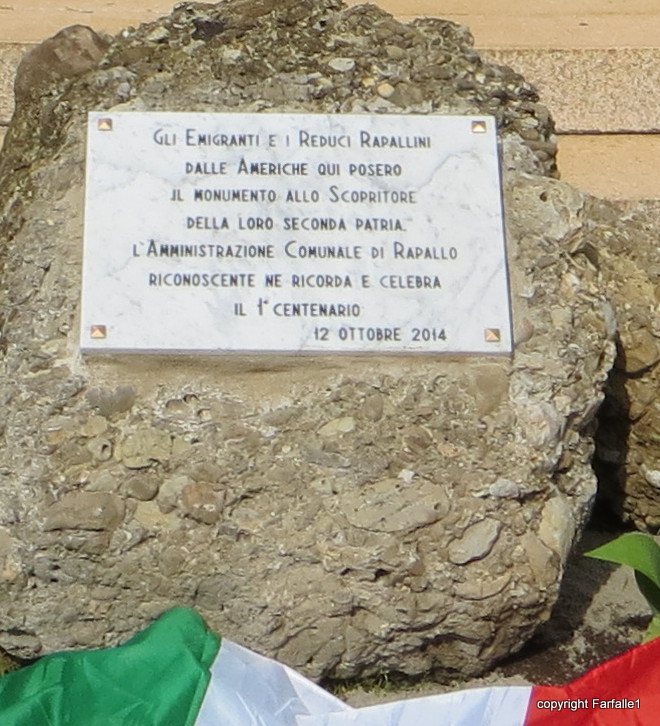 Gli Emigranti e i Reduci Rapallini
dalle Americhe qui posero
il monumento allo Scopritore
della loro seconda patria.
L'Amministrazione Comunale di Rapallo
riconoscente ne ricorda e celebra
il 1° centenario
12 ottobre 2014
copyright Farfalle1